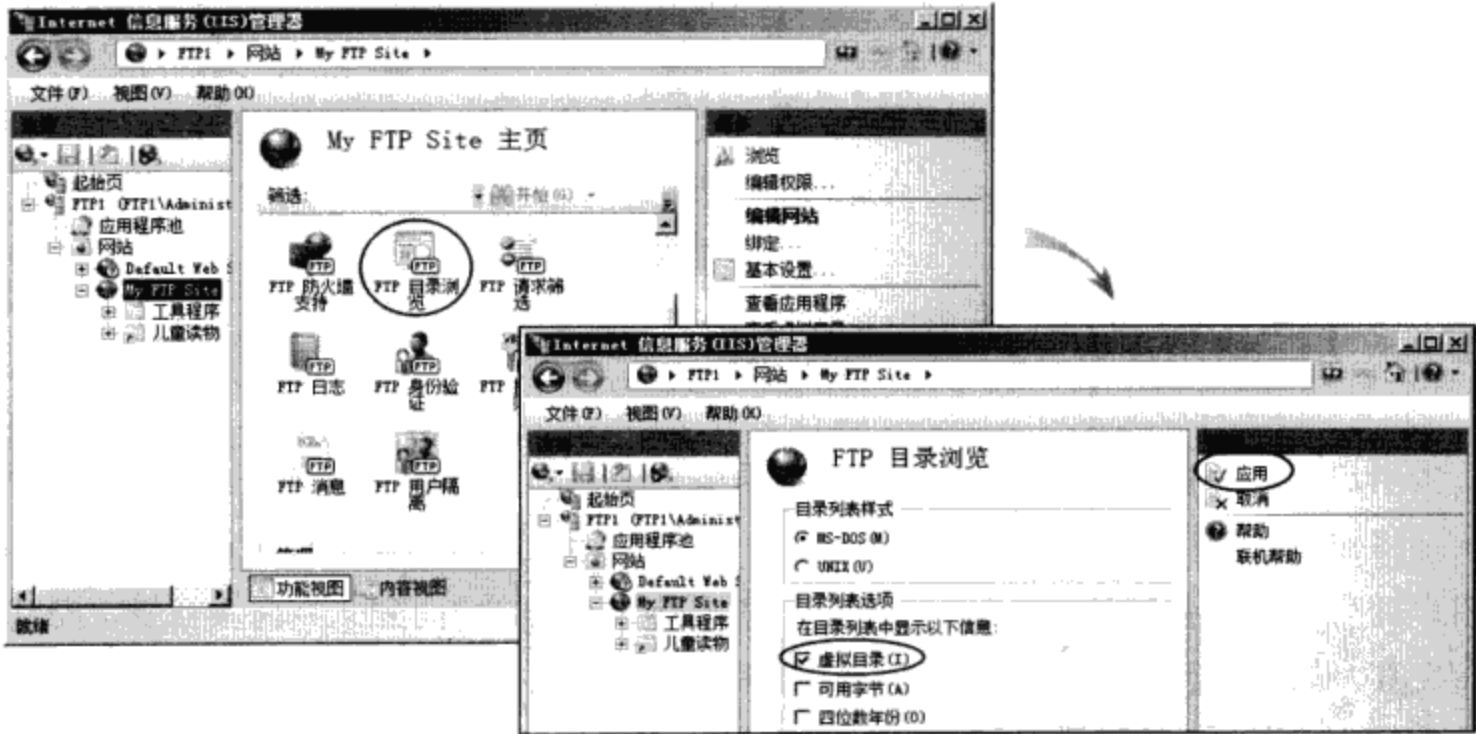 Internet 信息服务(IIS)管理器
FTP1 网站 My FTP Site
文件(F) 视图(V) 帮助(H)
起始页
FTP1 (FTP1\Administ
应用程序池
网站
Default Web S
My FTP Site
工具程序
儿童读物
My FTP Site 主页
筛选: 开始(G)
FTP 防火墙支持
FTP 目录浏览
FTP 请求筛选
FTP 日志
FTP 身份验证
FTP
FTP 消息
FTP 用户隔离
功能视图 内容视图
就绪
浏览
编辑权限...
编辑网站
绑定...
基本设置...
查看应用程序
Internet 信息服务(IIS)管理器
FTP1 网站 My FTP Site
文件(F) 视图(V) 帮助(H)
起始页
FTP1 (FTP1\Administ
应用程序池
网站
Default Web S
My FTP Site
工具程序
儿童读物
FTP 目录浏览
目录列表样式
MS-DOS(M)
UNIX(U)
目录列表选项
在目录列表中显示以下信息:
虚拟目录(I)
可用字节(A)
四位数年份(O)
应用
取消
帮助
联机帮助